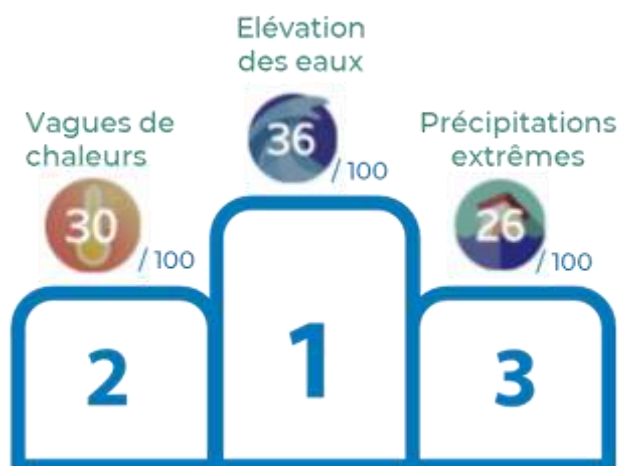 Elévation
des eaux
36
/ 100
Vagues de
chaleurs
30
/ 100
Précipitations
extrêmes
26
/ 100
2
1
3